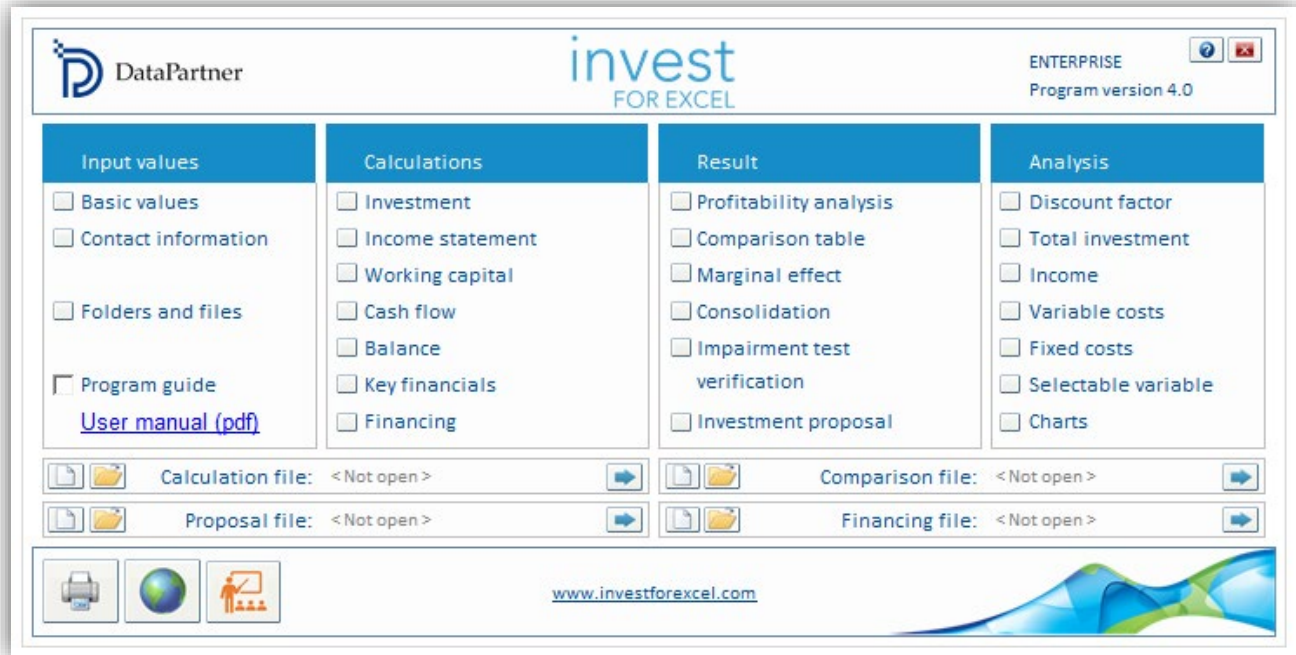 DataPartner
invest
FOR EXCEL
ENTERPRISE
Program version 4.0
Input values
Basic values
Contact information
Folders and files
Program guide
User manual (pdf)
Calculations
Investment
Income statement
Working capital
Cash flow
Balance
Key financials
Financing
Result
Profitability analysis
Comparison table
Marginal effect
Consolidation
Impairment test
verification
Investment proposal
Analysis
Discount factor
Total investment
Income
Variable costs
Fixed costs
Selectable variable
Charts
Calculation file: <Not open>
Comparison file: <Not open>
Proposal file: <Not open>
Financing file: <Not open>
www.investforexcel.com